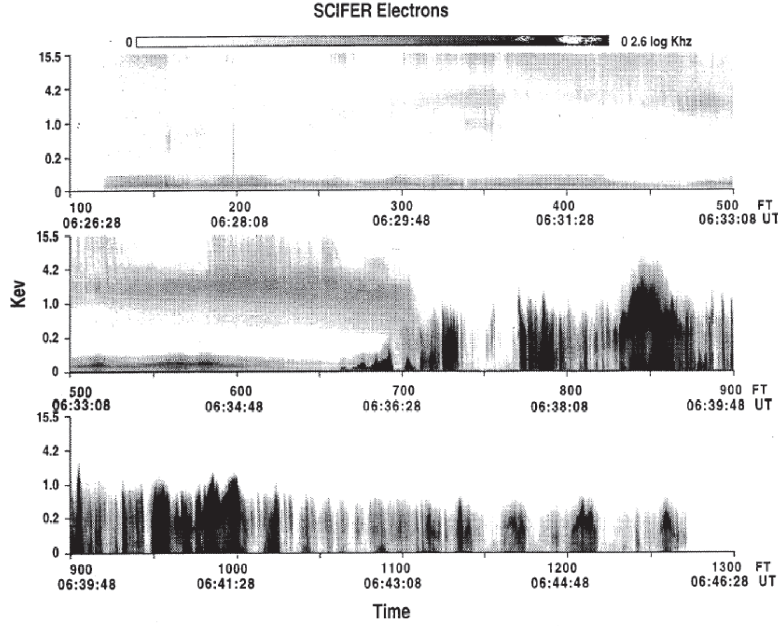 SCIFER Electrons
0 0 2.6 log Khz
15.5
4.2
1.0
0.2
0
100 200 300 400 500 FT
06:26:28 06:28:08 06:29:48 06:31:28 06:33:08 UT
15.5
4.2
Kev
1.0
0.2
0
500 600 700 800 900 FT
06:33:08 06:34:48 06:36:28 06:38:08 06:39:48 UT
15.5
4.2
1.0
0.2
0
900 1000 1100 1200 1300 FT
06:39:48 06:41:28 06:43:08 06:44:48 06:46:28 UT
Time